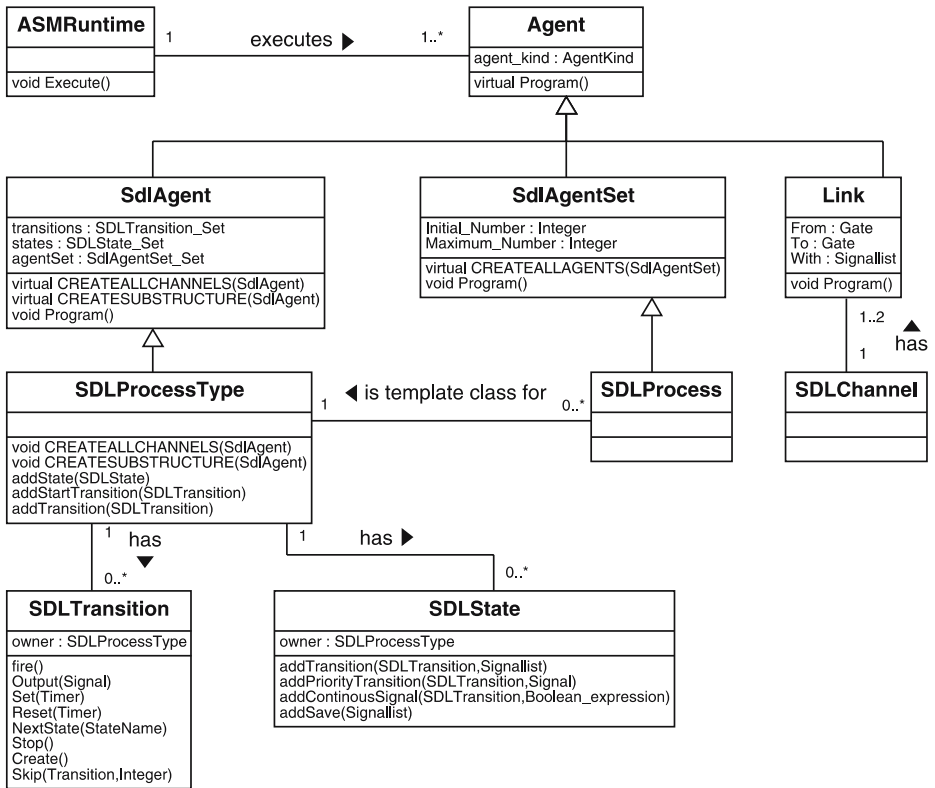 ASMRuntime
void Execute()
1
executes ▶
1..*
Agent
agent_kind : AgentKind
virtual Program()
SdlAgent
transitions : SDLTransition_Set
states : SDLState_Set
agentSet : SdlAgentSet_Set
virtual CREATEALLCHANNELS(SdlAgent)
virtual CREATESUBSTRUCTURE(SdlAgent)
void Program()
SdlAgentSet
Initial_Number : Integer
Maximum_Number : Integer
virtual CREATEALLAGENTS(SdlAgentSet)
void Program()
Link
From : Gate
To : Gate
With : Signallist
void Program()
1..2
▲
has
1
SDLProcessType
void CREATEALLCHANNELS(SdlAgent)
void CREATESUBSTRUCTURE(SdlAgent)
addState(SDLState)
addStartTransition(SDLTransition)
addTransition(SDLTransition)
◀ is template class for
1
0..*
SDLProcess
SDLChannel
1
has
▼
0..*
1
has ▶
0..*
SDLTransition
owner : SDLProcessType
fire()
Output(Signal)
Set(Timer)
Reset(Timer)
NextState(StateName)
Stop()
Create()
Skip(Transition,Integer)
SDLState
owner : SDLProcessType
addTransition(SDLTransition,Signallist)
addPriorityTransition(SDLTransition,Signal)
addContinousSignal(SDLTransition,Boolean_expression)
addSave(Signallist)